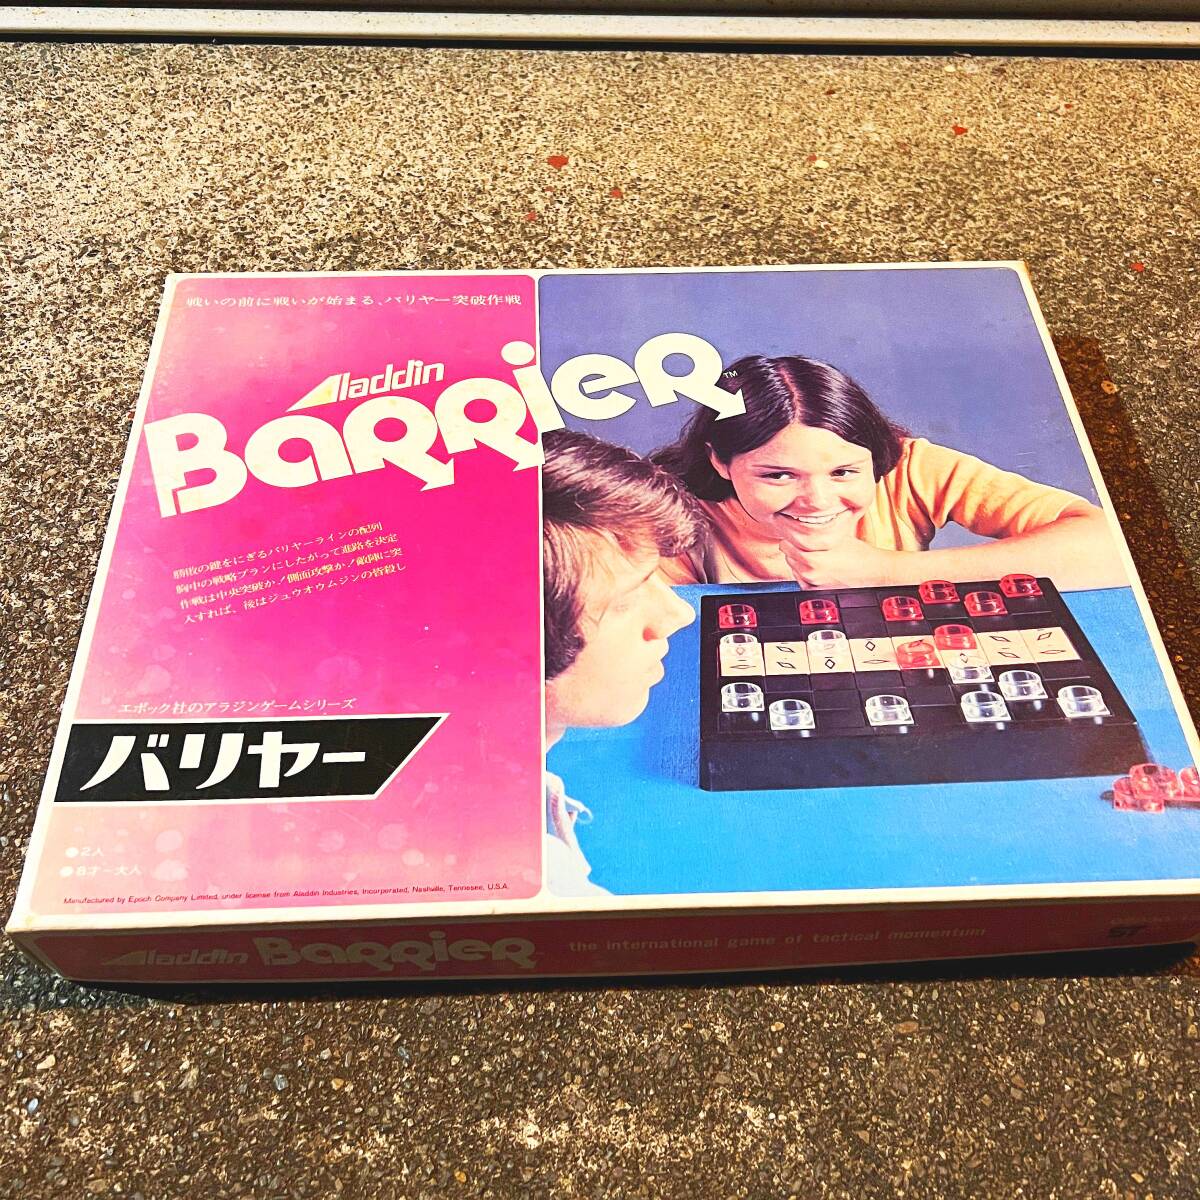 戦いの前に戦いが始まる、バリヤー突破作戦
Aladdin
BARRIER™
勝敗の鍵をにぎるバリヤーラインの配列
胸中の戦略プランにしたがって進路を決定
作戦は中央突破か!側面攻撃か!敵陣に突
入すれば、後はジュウオウムジンの皆殺し
エポック社のアラジンゲームシリーズ
バリヤー
●2人
●8才~大人
Manufactured by Epoch Company Limited, under license from Aladdin Industries, Incorporated, Nashville, Tennesee, U.S.A.
Aladdin BARRIER the international game of tactical momentum
ST